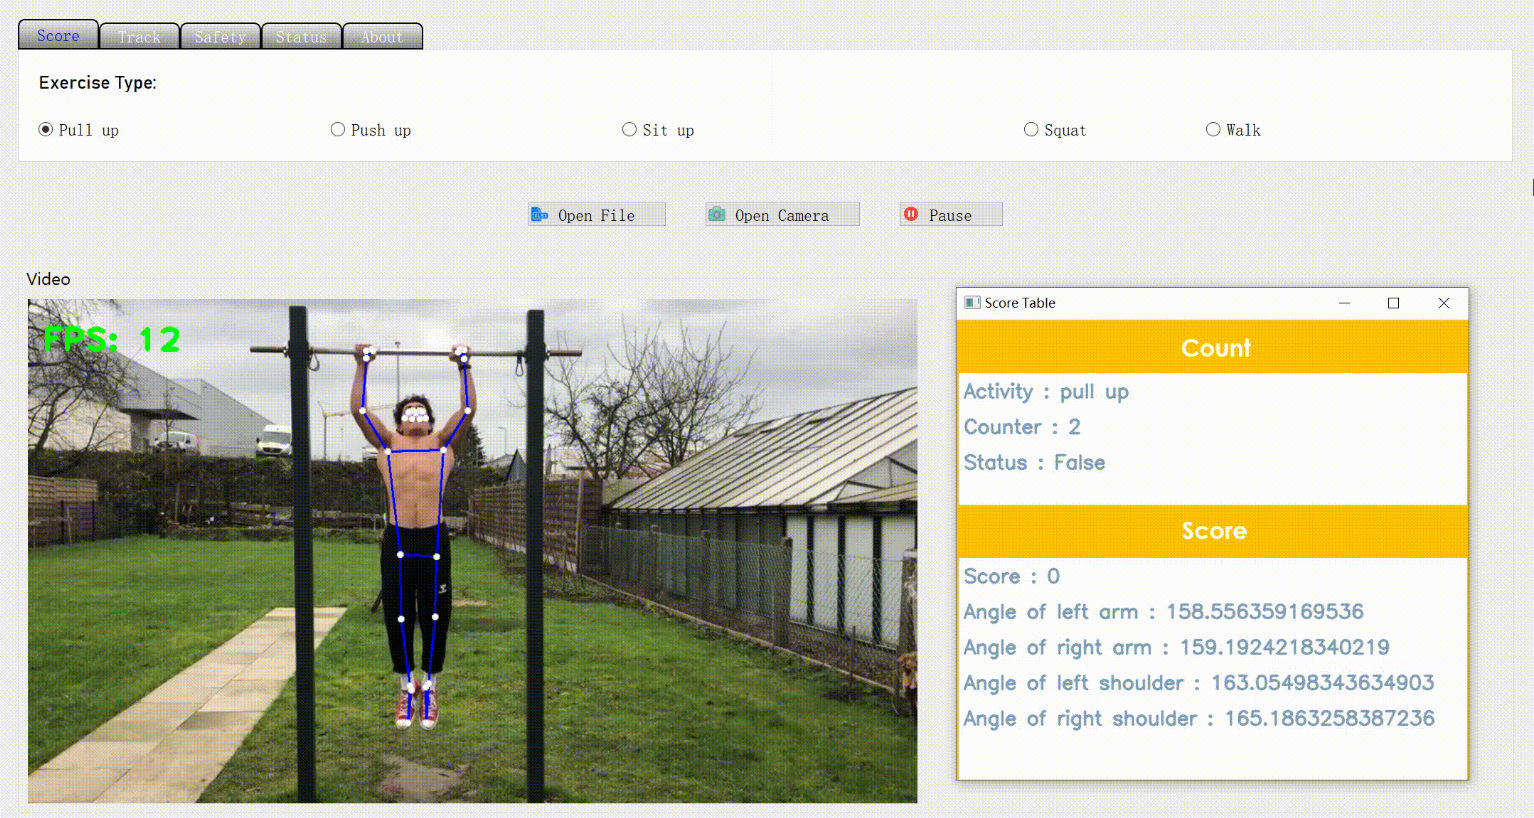 Score Track Safety Status About
Exercise Type:
Pull up Push up Sit up Squat Walk
Open File Open Camera Pause
Video
FPS: 12
Score Table
Count
Activity : pull up
Counter : 2
Status : False
Score
Score : 0
Angle of left arm : 158.556359169536
Angle of right arm : 159.1924218340219
Angle of left shoulder : 163.05498343634903
Angle of right shoulder : 165.1863258387236